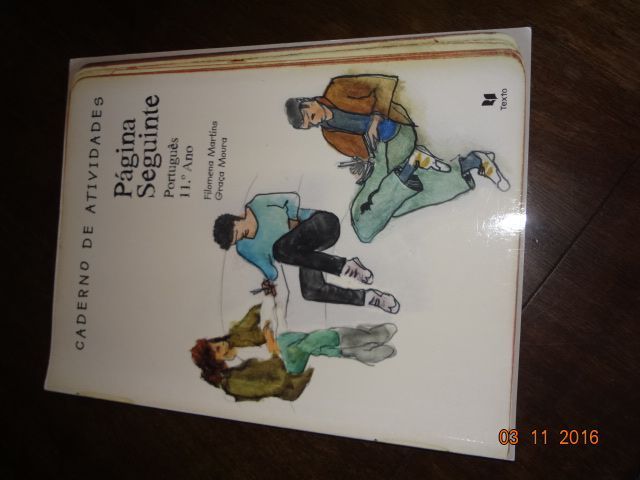 CADERNO DE ATIVIDADES
Página
Seguinte
Português
11.º Ano
Filomena Martins
Graça Moura
Texto
03 11 2016